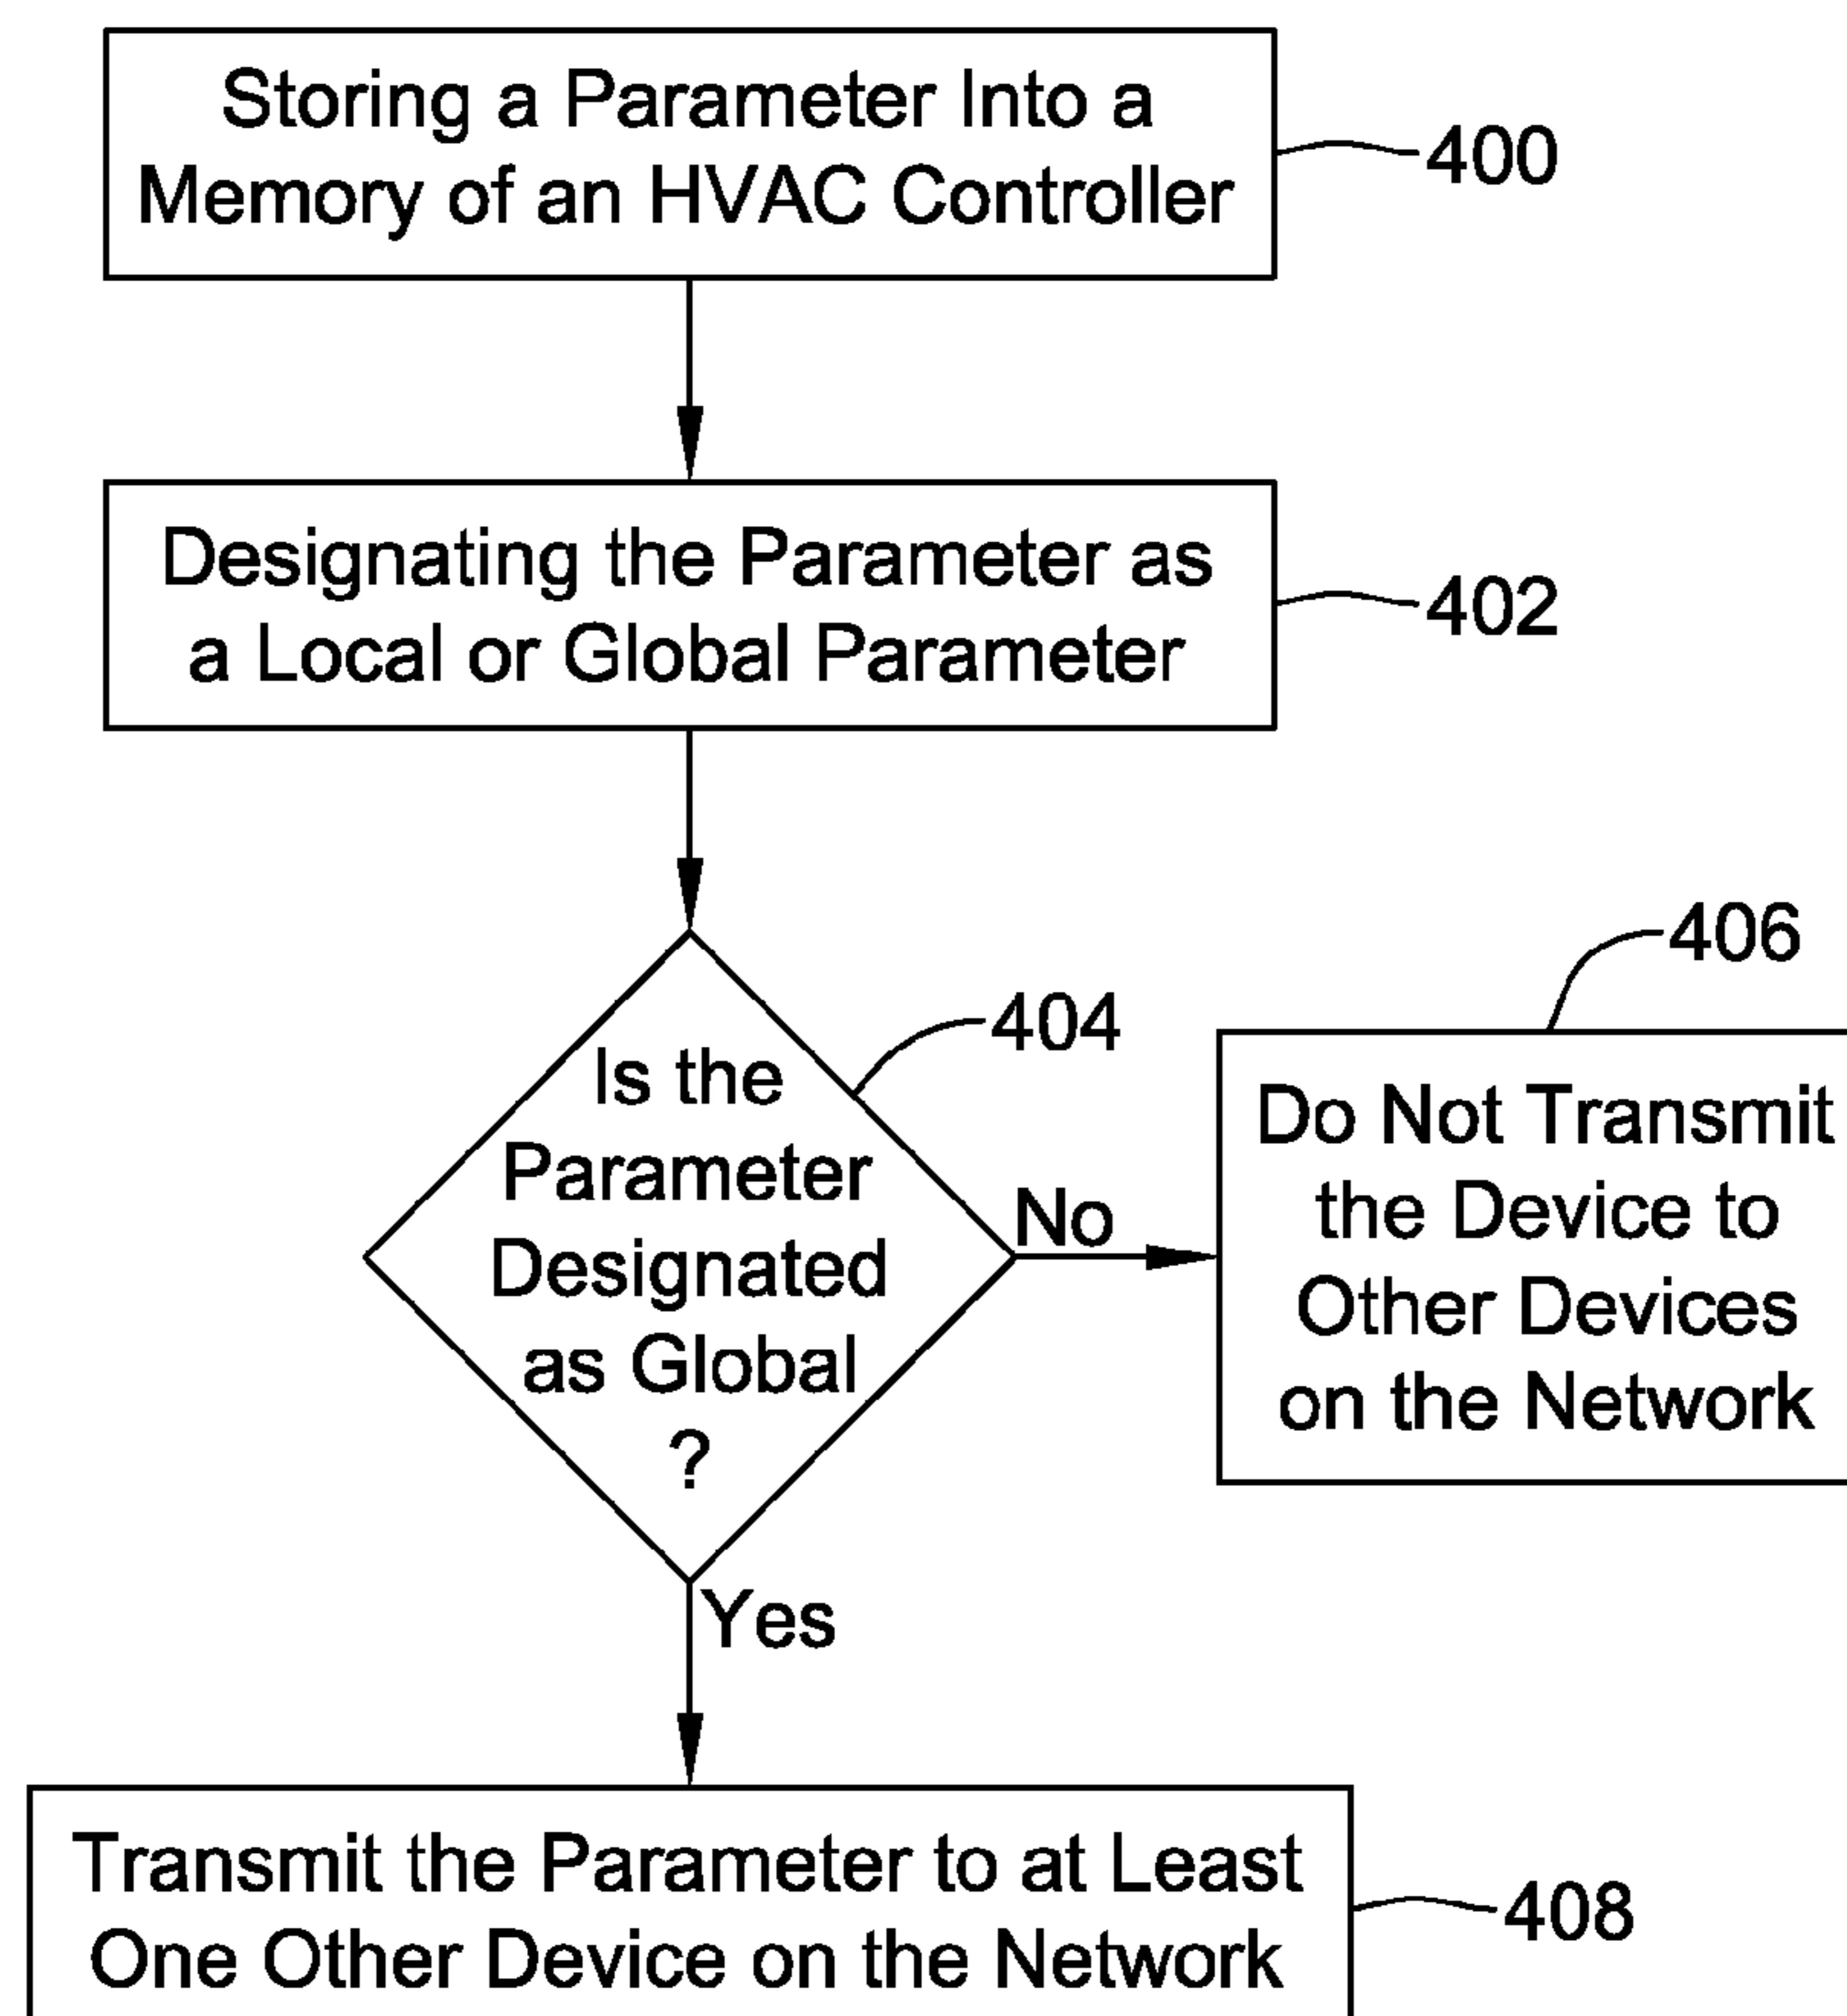 Storing a Parameter Into a
Memory of an HVAC Controller
400
Designating the Parameter as
a Local or Global Parameter
402
Is the
Parameter
Designated
as Global
?
404
No
406
Do Not Transmit
the Device to
Other Devices
on the Network
Yes
Transmit the Parameter to at Least
One Other Device on the Network
408